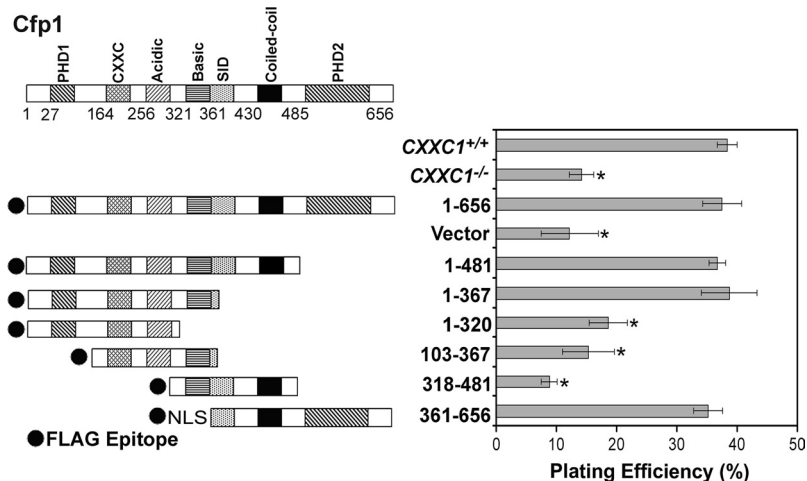 Cfp1
PHD1
CXXC
Acidic
Basic
SID
Coiled-coil
PHD2
1 27 164 256 321 361 430 485 656
NLS
FLAG Epitope
CXXC1+/+
CXXC1-/-
*
1-656
Vector
*
1-481
1-367
1-320
*
103-367
*
318-481
*
361-656
0 10 20 30 40 50
Plating Efficiency (%)